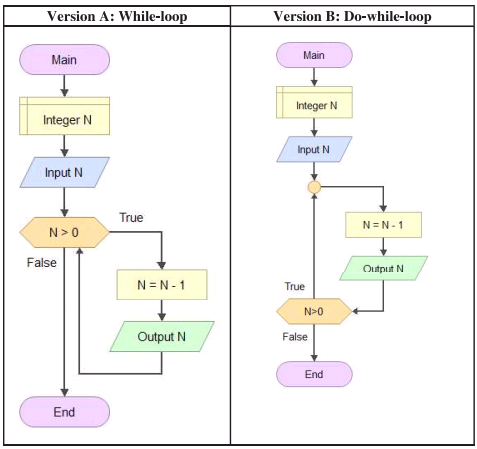 Version A: While-loop
Main
Integer N
Input N
N > 0
True
False
N = N - 1
Output N
End
Version B: Do-while-loop
Main
Integer N
Input N
N = N - 1
Output N
True
N>0
False
End